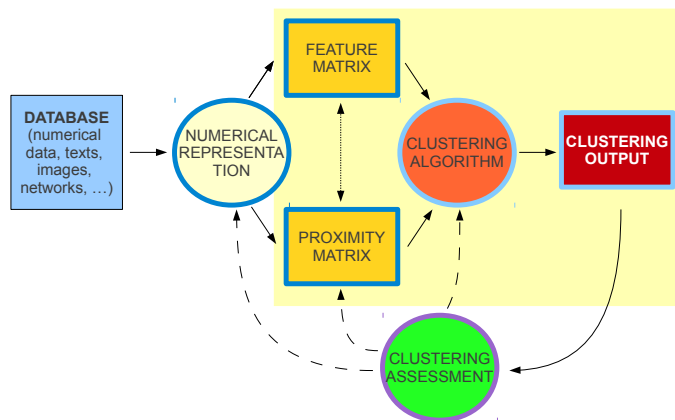 DATABASE
(numerical
data, texts,
images,
networks, …)
NUMERICAL
REPRESENTA
TION
FEATURE
MATRIX
PROXIMITY
MATRIX
CLUSTERING
ALGORITHM
CLUSTERING
OUTPUT
CLUSTERING
ASSESSMENT